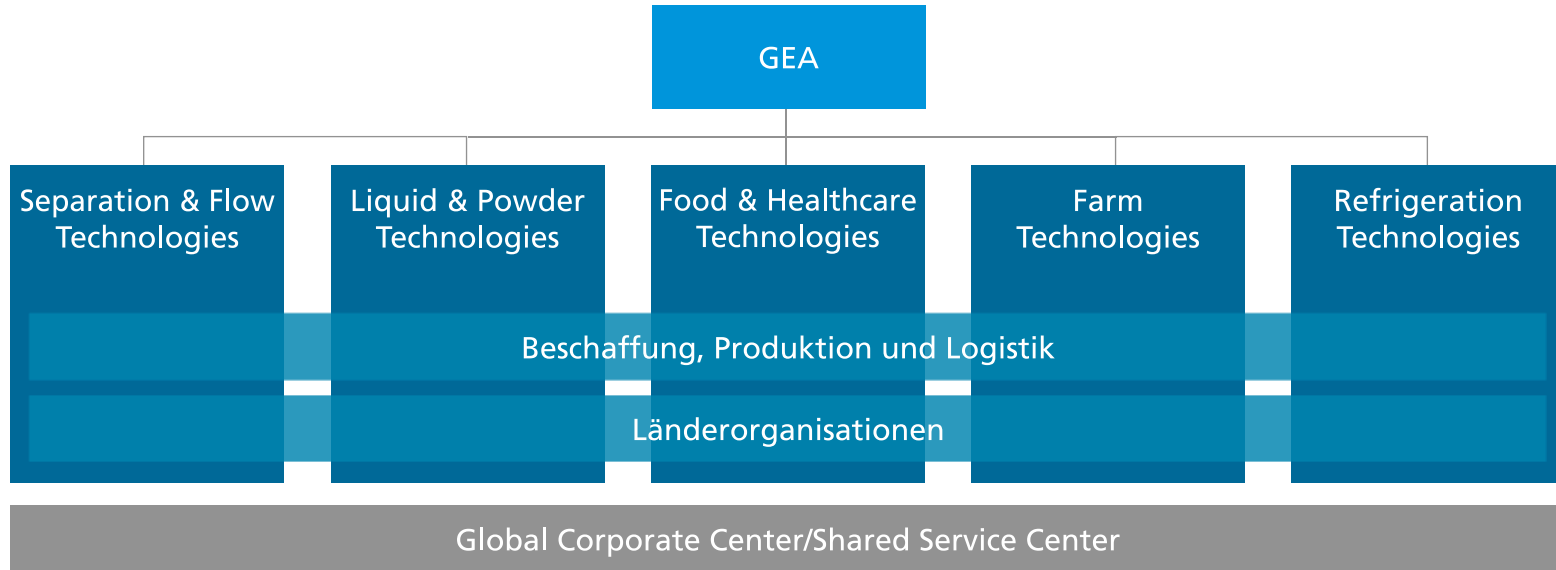 GEA
Separation & Flow
Technologies
Liquid & Powder
Technologies
Food & Healthcare
Technologies
Farm
Technologies
Refrigeration
Technologies
Beschaffung, Produktion und Logistik
Länderorganisationen
Global Corporate Center/Shared Service Center